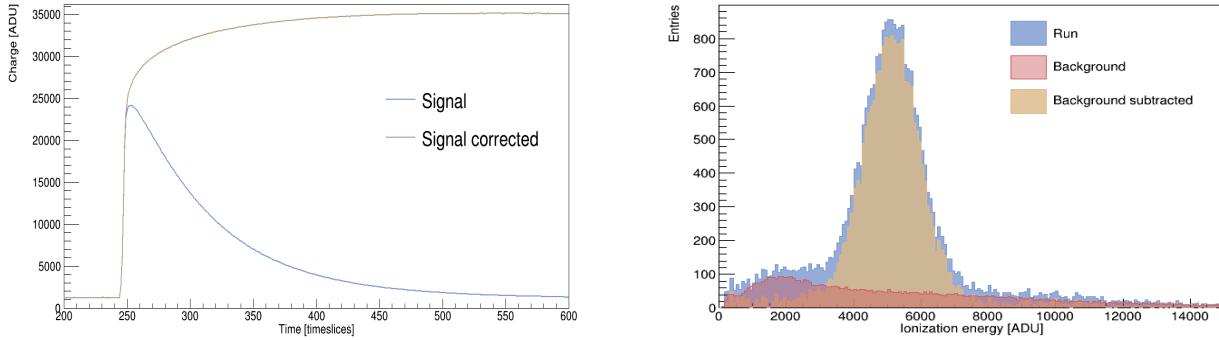 Charge [ADU]
35000
30000
25000
20000
15000
10000
5000
0
200 250 300 350 400 450 500 550 600
Time [timeslices]
Signal
Signal corrected
Entries
800
700
600
500
400
300
200
100
0
0 2000 4000 6000 8000 10000 12000 14000
Ionization energy [ADU]
Run
Background
Background subtracted